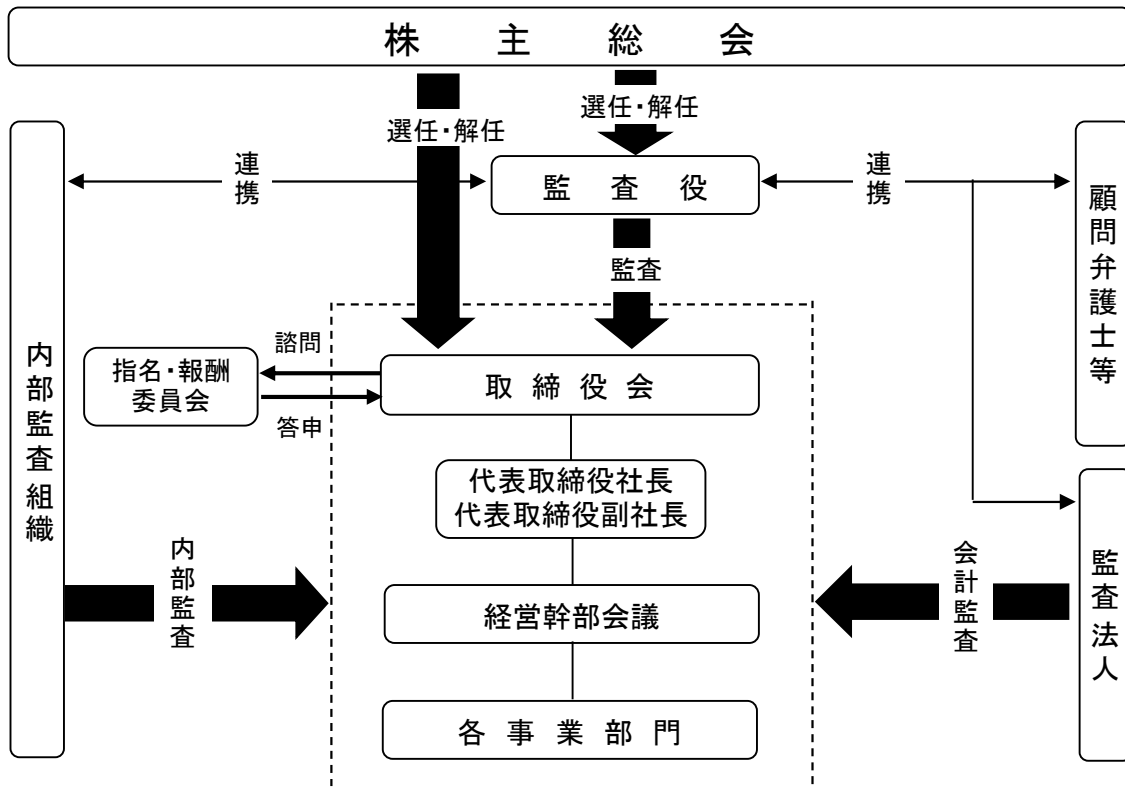 株主総会
選任・解任
選任・解任
連携
監査役
連携
顧問弁護士等
監査
内部監査組織
諮問
指名・報酬
委員会
取締役会
答申
代表取締役社長
代表取締役副社長
内部監査
会計監査
監査法人
経営幹部会議
各事業部門